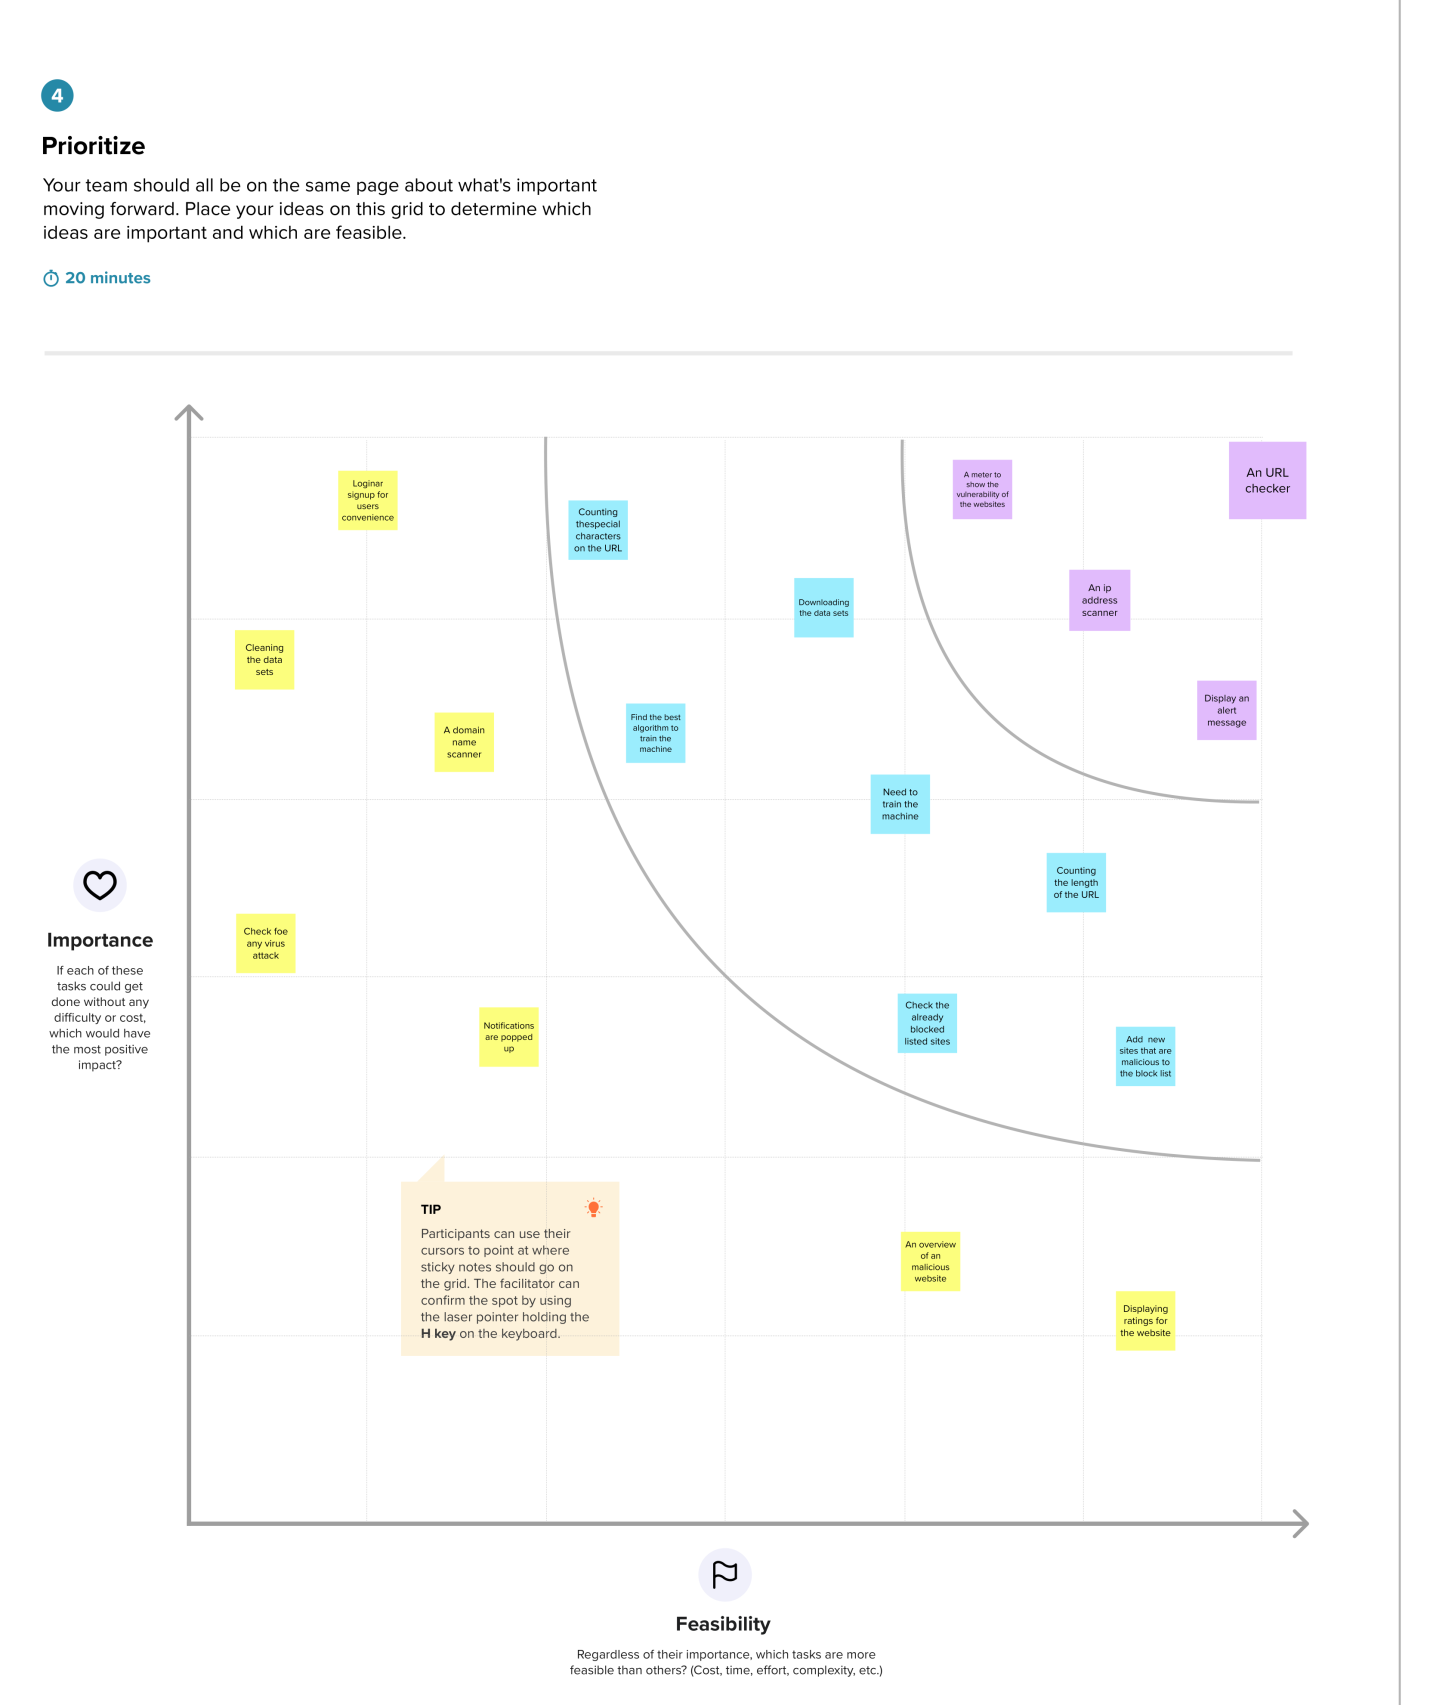 4
Prioritize
Your team should all be on the same page about what's important
moving forward. Place your ideas on this grid to determine which
ideas are important and which are feasible.
20 minutes
Loginar
signup for
users
convenience
Counting
thespecial
characters
on the URL
A meter to
show the
vulnerability of
the websites
An URL
checker
Downloading
the data sets
An ip
address
scanner
Cleaning
the data
sets
A domain
name
scanner
Find the best
algorithm to
train the
machine
Display an
alert
message
Need to
train the
machine
Counting
the length
of the URL
Importance
If each of these
tasks could get
done without any
difficulty or cost,
which would have
the most positive
impact?
Check foe
any virus
attack
Notifications
are popped
up
Check the
already
blocked
listed sites
Add  new
sites that are
malicious to
the block list
TIP
Participants can use their
cursors to point at where
sticky notes should go on
the grid. The facilitator can
confirm the spot by using
the laser pointer holding the
H key on the keyboard.
An overview
of an
malicious
website
Displaying
ratings for
the website
Feasibility
Regardless of their importance, which tasks are more
feasible than others? (Cost, time, effort, complexity, etc.)